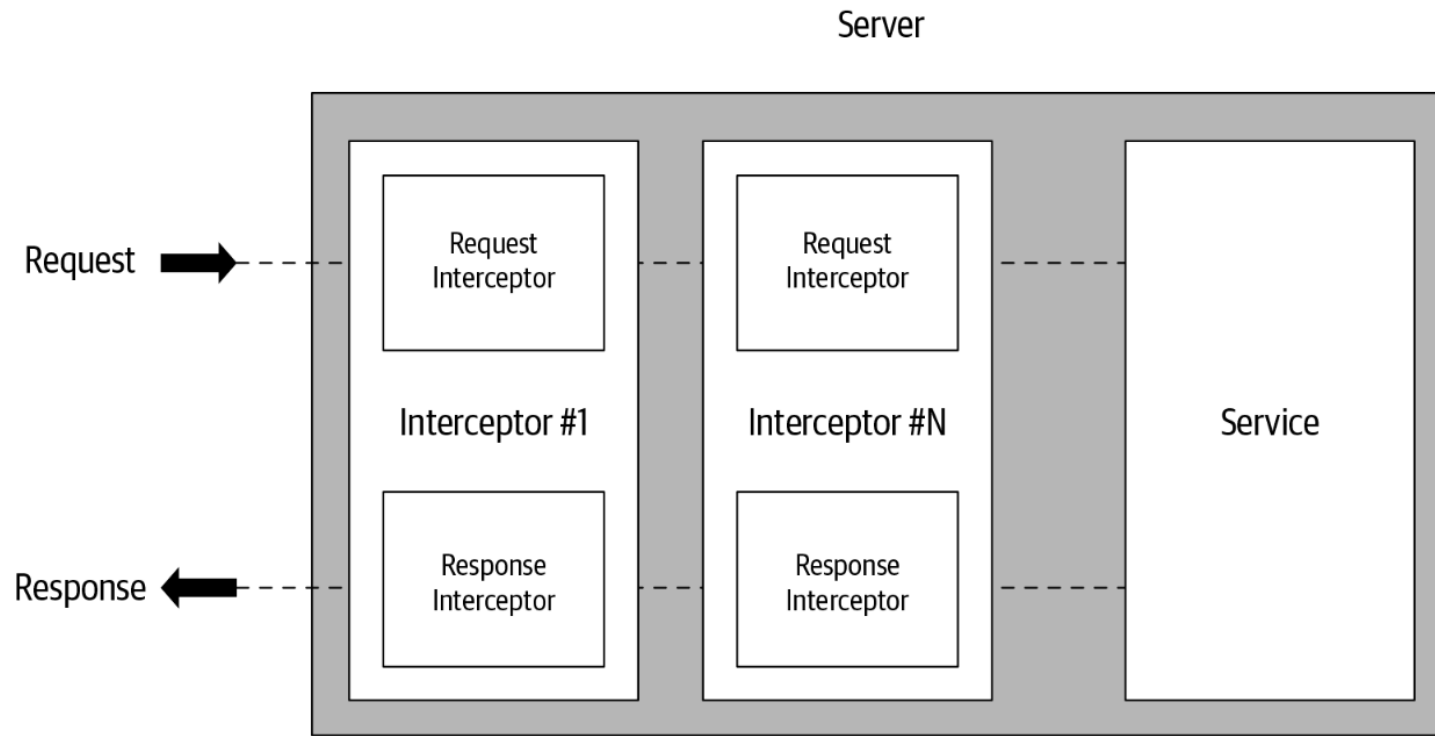 Server
Request
Request
Interceptor
Request
Interceptor
Interceptor #1
Interceptor #N
Service
Response
Response
Interceptor
Response
Interceptor